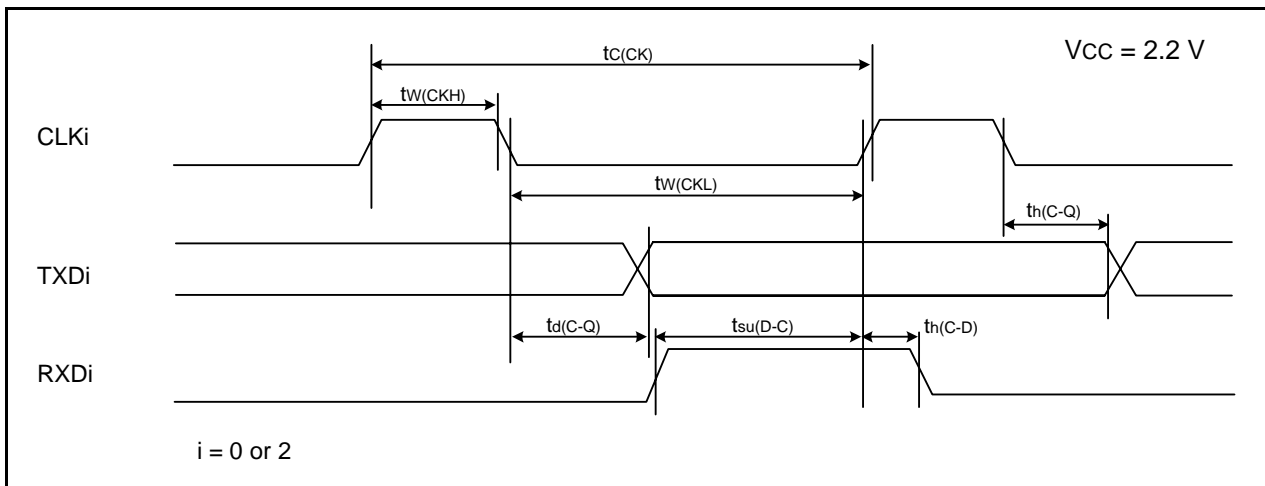 tC(CK)
VCC = 2.2 V
tW(CKH)
CLKi
tW(CKL)
th(C-Q)
TXDi
td(C-Q)
tsu(D-C)
th(C-D)
RXDi
i = 0 or 2